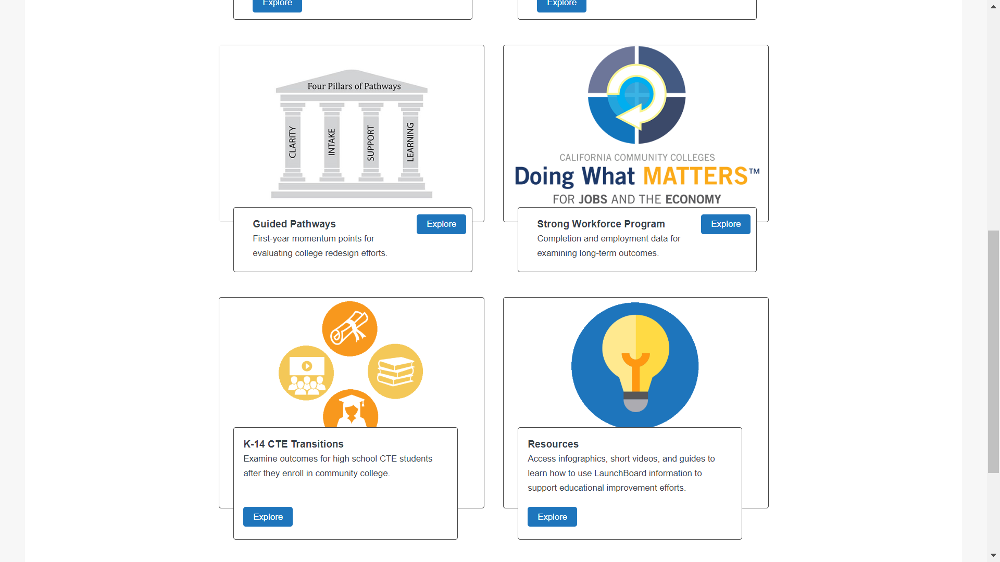 Explore
Explore
Four Pillars of Pathways
CLARITY
INTAKE
SUPPORT
LEARNING
Guided Pathways
Explore
First-year momentum points for
evaluating college redesign efforts.
CALIFORNIA COMMUNITY COLLEGES
Doing What MATTERS™
FOR JOBS AND THE ECONOMY
Strong Workforce Program
Explore
Completion and employment data for
examining long-term outcomes.
K-14 CTE Transitions
Examine outcomes for high school CTE students
after they enroll in community college.
Explore
Resources
Access infographics, short videos, and guides to
learn how to use LaunchBoard information to
support educational improvement efforts.
Explore